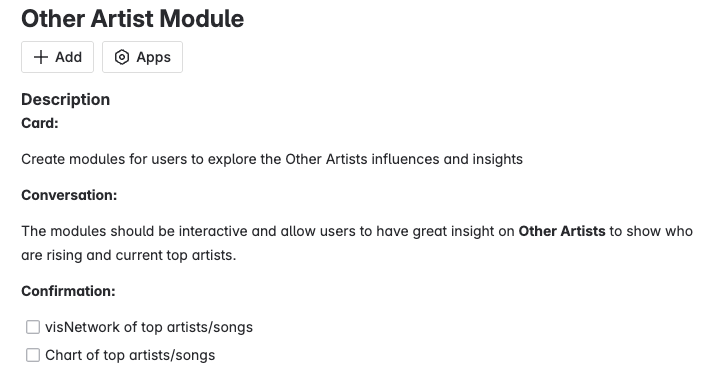 Other Artist Module
Add
Apps
Description
Card:
Create modules for users to explore the Other Artists influences and insights
Conversation:
The modules should be interactive and allow users to have great insight on Other Artists to show who
are rising and current top artists.
Confirmation:
visNetwork of top artists/songs
Chart of top artists/songs